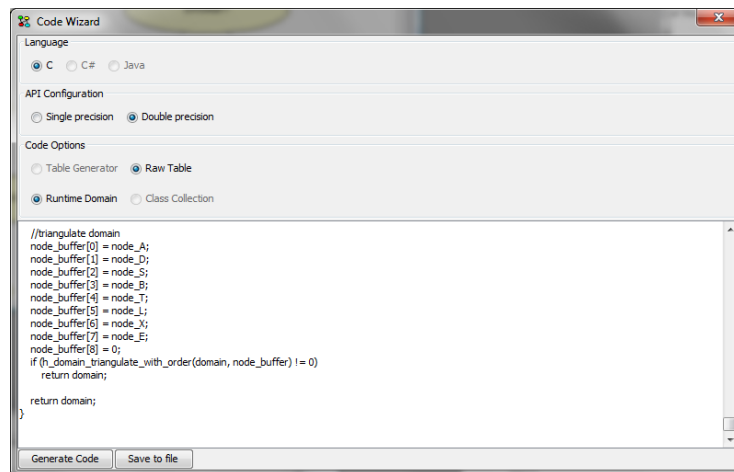 Code Wizard
Language
C C# Java
API Configuration
Single precision Double precision
Code Options
Table Generator Raw Table
Runtime Domain Class Collection
//triangulate domain
node_buffer[0] = node_A;
node_buffer[1] = node_D;
node_buffer[2] = node_S;
node_buffer[3] = node_B;
node_buffer[4] = node_T;
node_buffer[5] = node_L;
node_buffer[6] = node_X;
node_buffer[7] = node_E;
node_buffer[8] = 0;
if (h_domain_triangulate_with_order(domain, node_buffer) != 0)
return domain;
return domain;
}
Generate Code Save to file